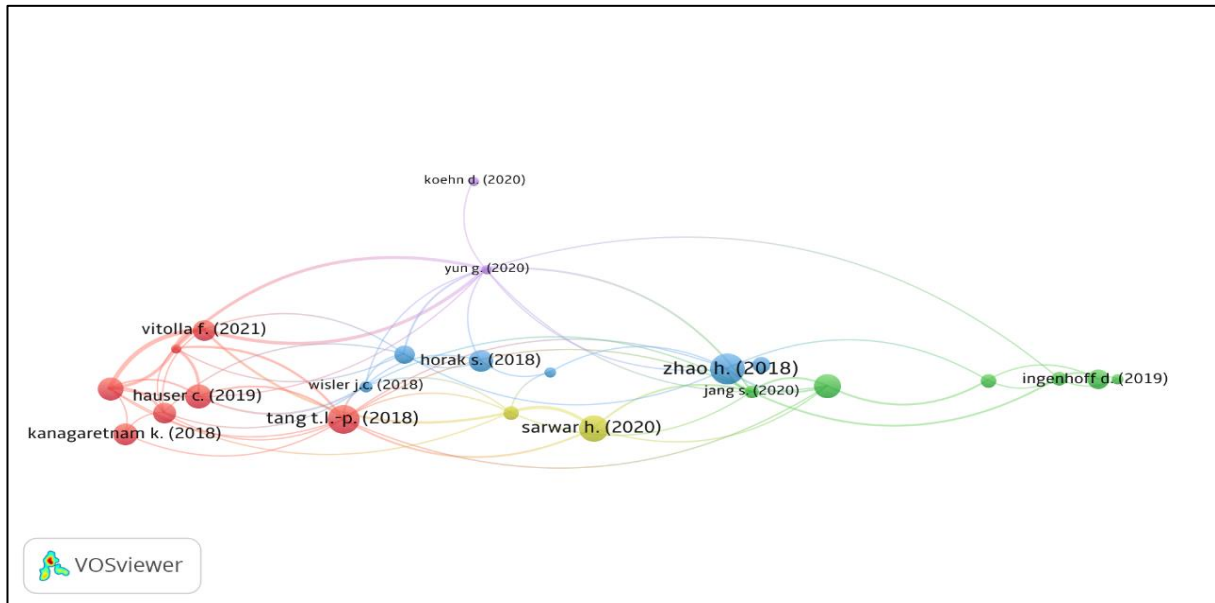 koehn d. (2020)
yun g. (2020)
vitolla f. (2021)
horak s. (2018)
zhao h. (2018)
wisler j.c. (2018)
jang s. (2020)
ingenhoff d. (2019)
hauser c. (2019)
tang t.l.-p. (2018)
sarwar h. (2020)
kanagaretnam k. (2018)
VOSviewer